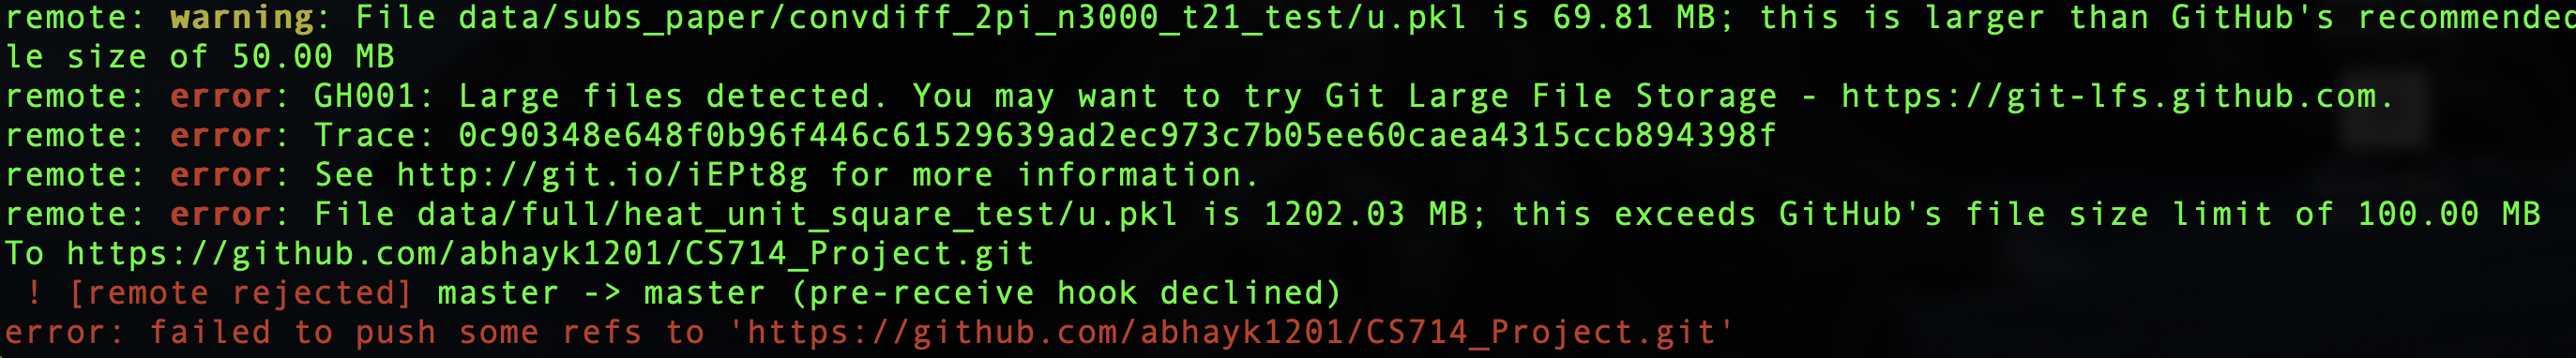 remote: warning: File data/subs_paper/convdiff_2pi_n3000_t21_test/u.pkl is 69.81 MB; this is larger than GitHub's recommended
le size of 50.00 MB
remote: error: GH001: Large files detected. You may want to try Git Large File Storage - https://git-lfs.github.com.
remote: error: Trace: 0c90348e648f0b96f446c61529639ad2ec973c7b05ee60caea4315ccb894398f
remote: error: See http://git.io/iEPt8g for more information.
remote: error: File data/full/heat_unit_square_test/u.pkl is 1202.03 MB; this exceeds GitHub's file size limit of 100.00 MB
To https://github.com/abhayk1201/CS714_Project.git
 ! [remote rejected] master -> master (pre-receive hook declined)
error: failed to push some refs to 'https://github.com/abhayk1201/CS714_Project.git'